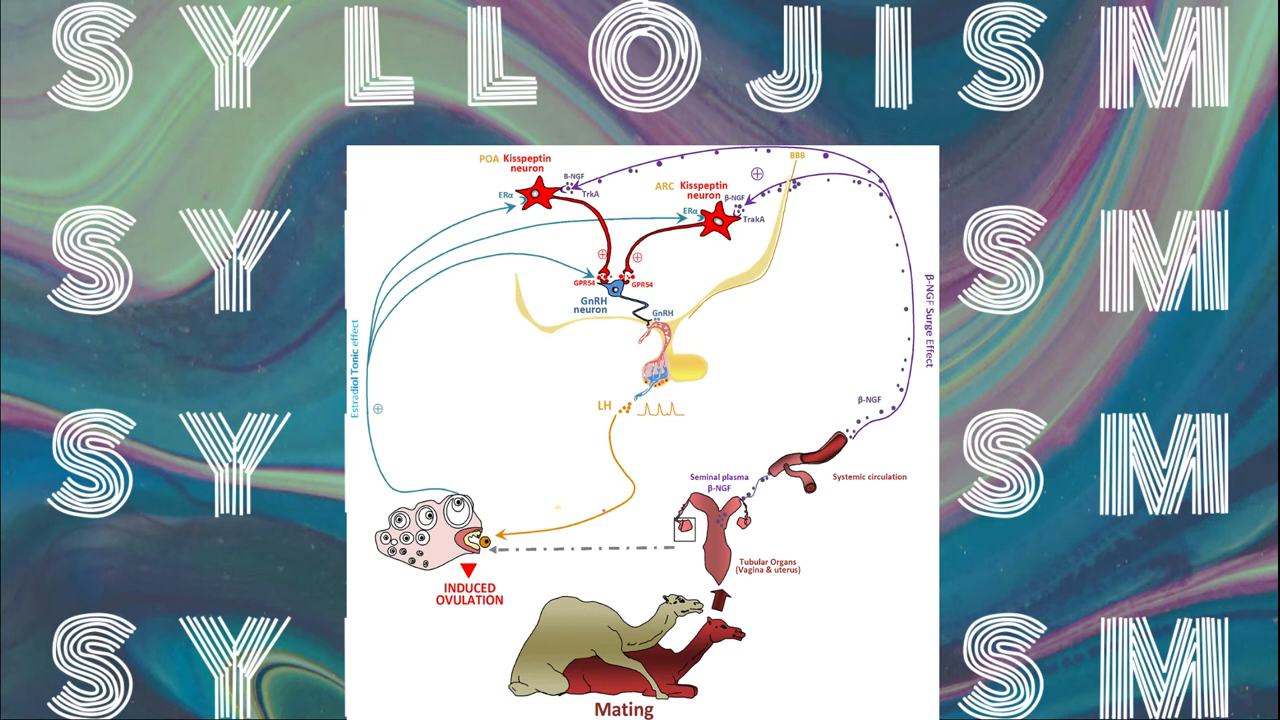 SYLLOJISM
POA Kisspeptin
neuron
B-NGF
TrkA
ERα
BBB
ARC Kisspeptin
neuron
β-NGF
ERα
TrakA
GPR54
GPR54
GnRH
neuron
GnRH
Estradiol Tonic effect
β-NGF Surge Effect
LH
β-NGF
Seminal plasma
β-NGF
Systemic circulation
Tubular Organs
(Vagina & uterus)
INDUCED
OVULATION
Mating
SY SM
SY SM
SY SM